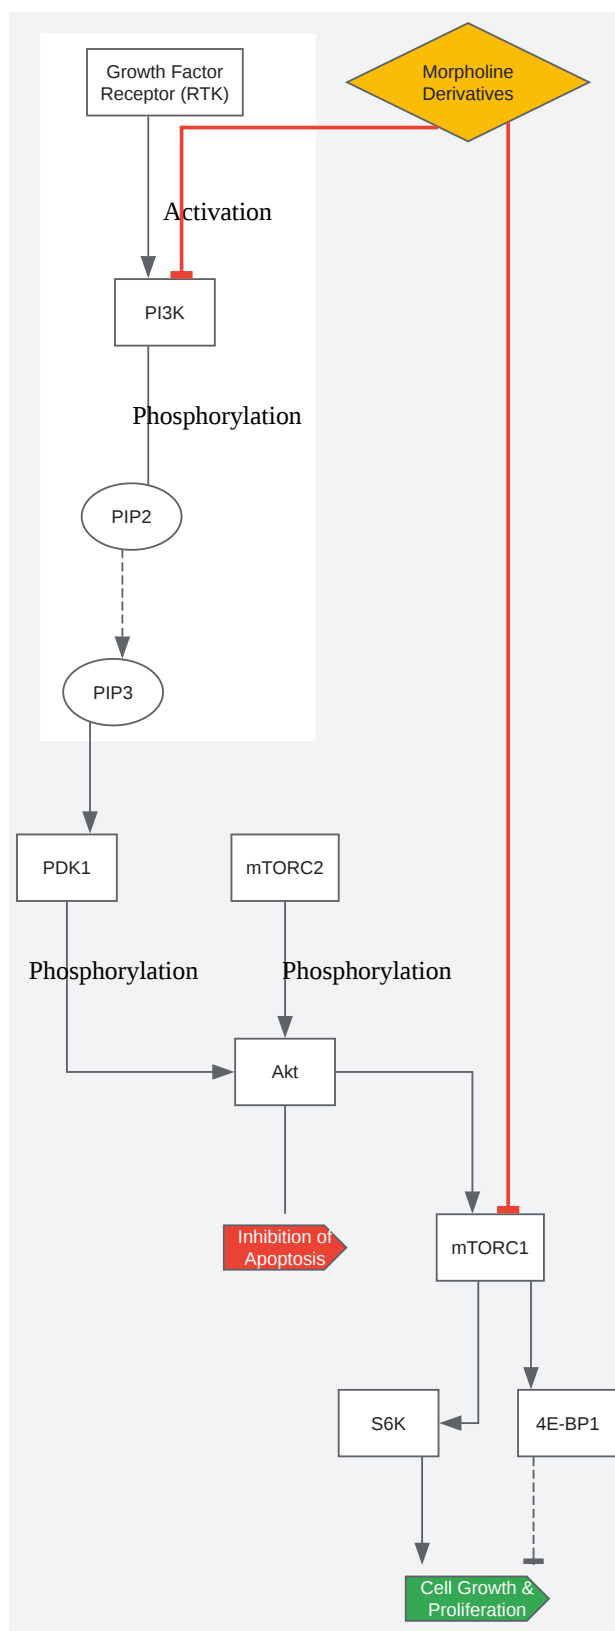 Growth Factor
Receptor (RTK)
Morpholine
Derivatives
Activation
PI3K
Phosphorylation
PIP2
PIP3
PDK1
mTORC2
Phosphorylation
Phosphorylation
Akt
Inhibition of
Apoptosis
mTORC1
S6K
4E-BP1
Cell Growth &
Proliferation